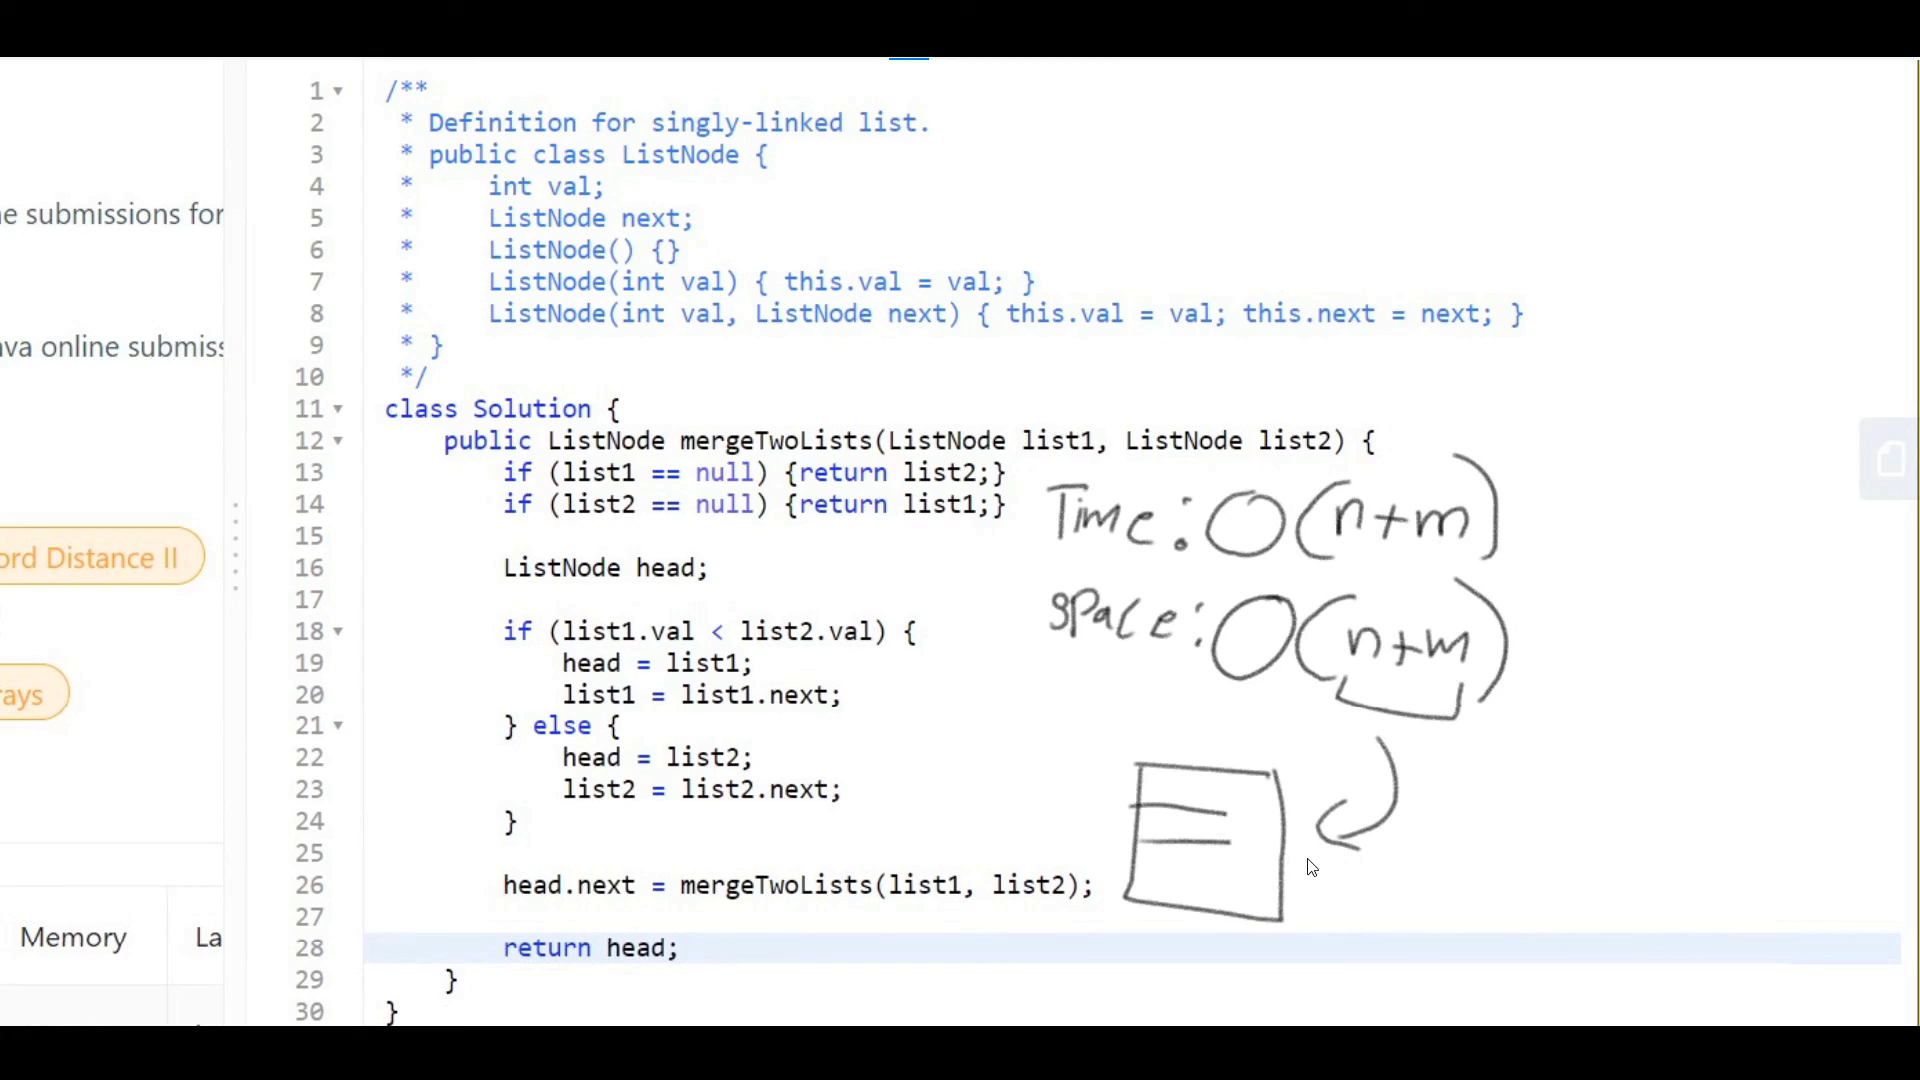 e submissions for
va online submiss
ord Distance II
rays
Memory La
1 /**
2 * Definition for singly-linked list.
3 * public class ListNode {
4 *     int val;
5 *     ListNode next;
6 *     ListNode() {}
7 *     ListNode(int val) { this.val = val; }
8 *     ListNode(int val, ListNode next) { this.val = val; this.next = next; }
9 * }
10 */
11 class Solution {
12     public ListNode mergeTwoLists(ListNode list1, ListNode list2) {
13         if (list1 == null) {return list2;}
14         if (list2 == null) {return list1;}
15
16         ListNode head;
17
18         if (list1.val < list2.val) {
19             head = list1;
20             list1 = list1.next;
21         } else {
22             head = list2;
23             list2 = list2.next;
24         }
25
26         head.next = mergeTwoLists(list1, list2);
27
28         return head;
29     }
30 }
Time: O(n+m)
space: O(n+m)